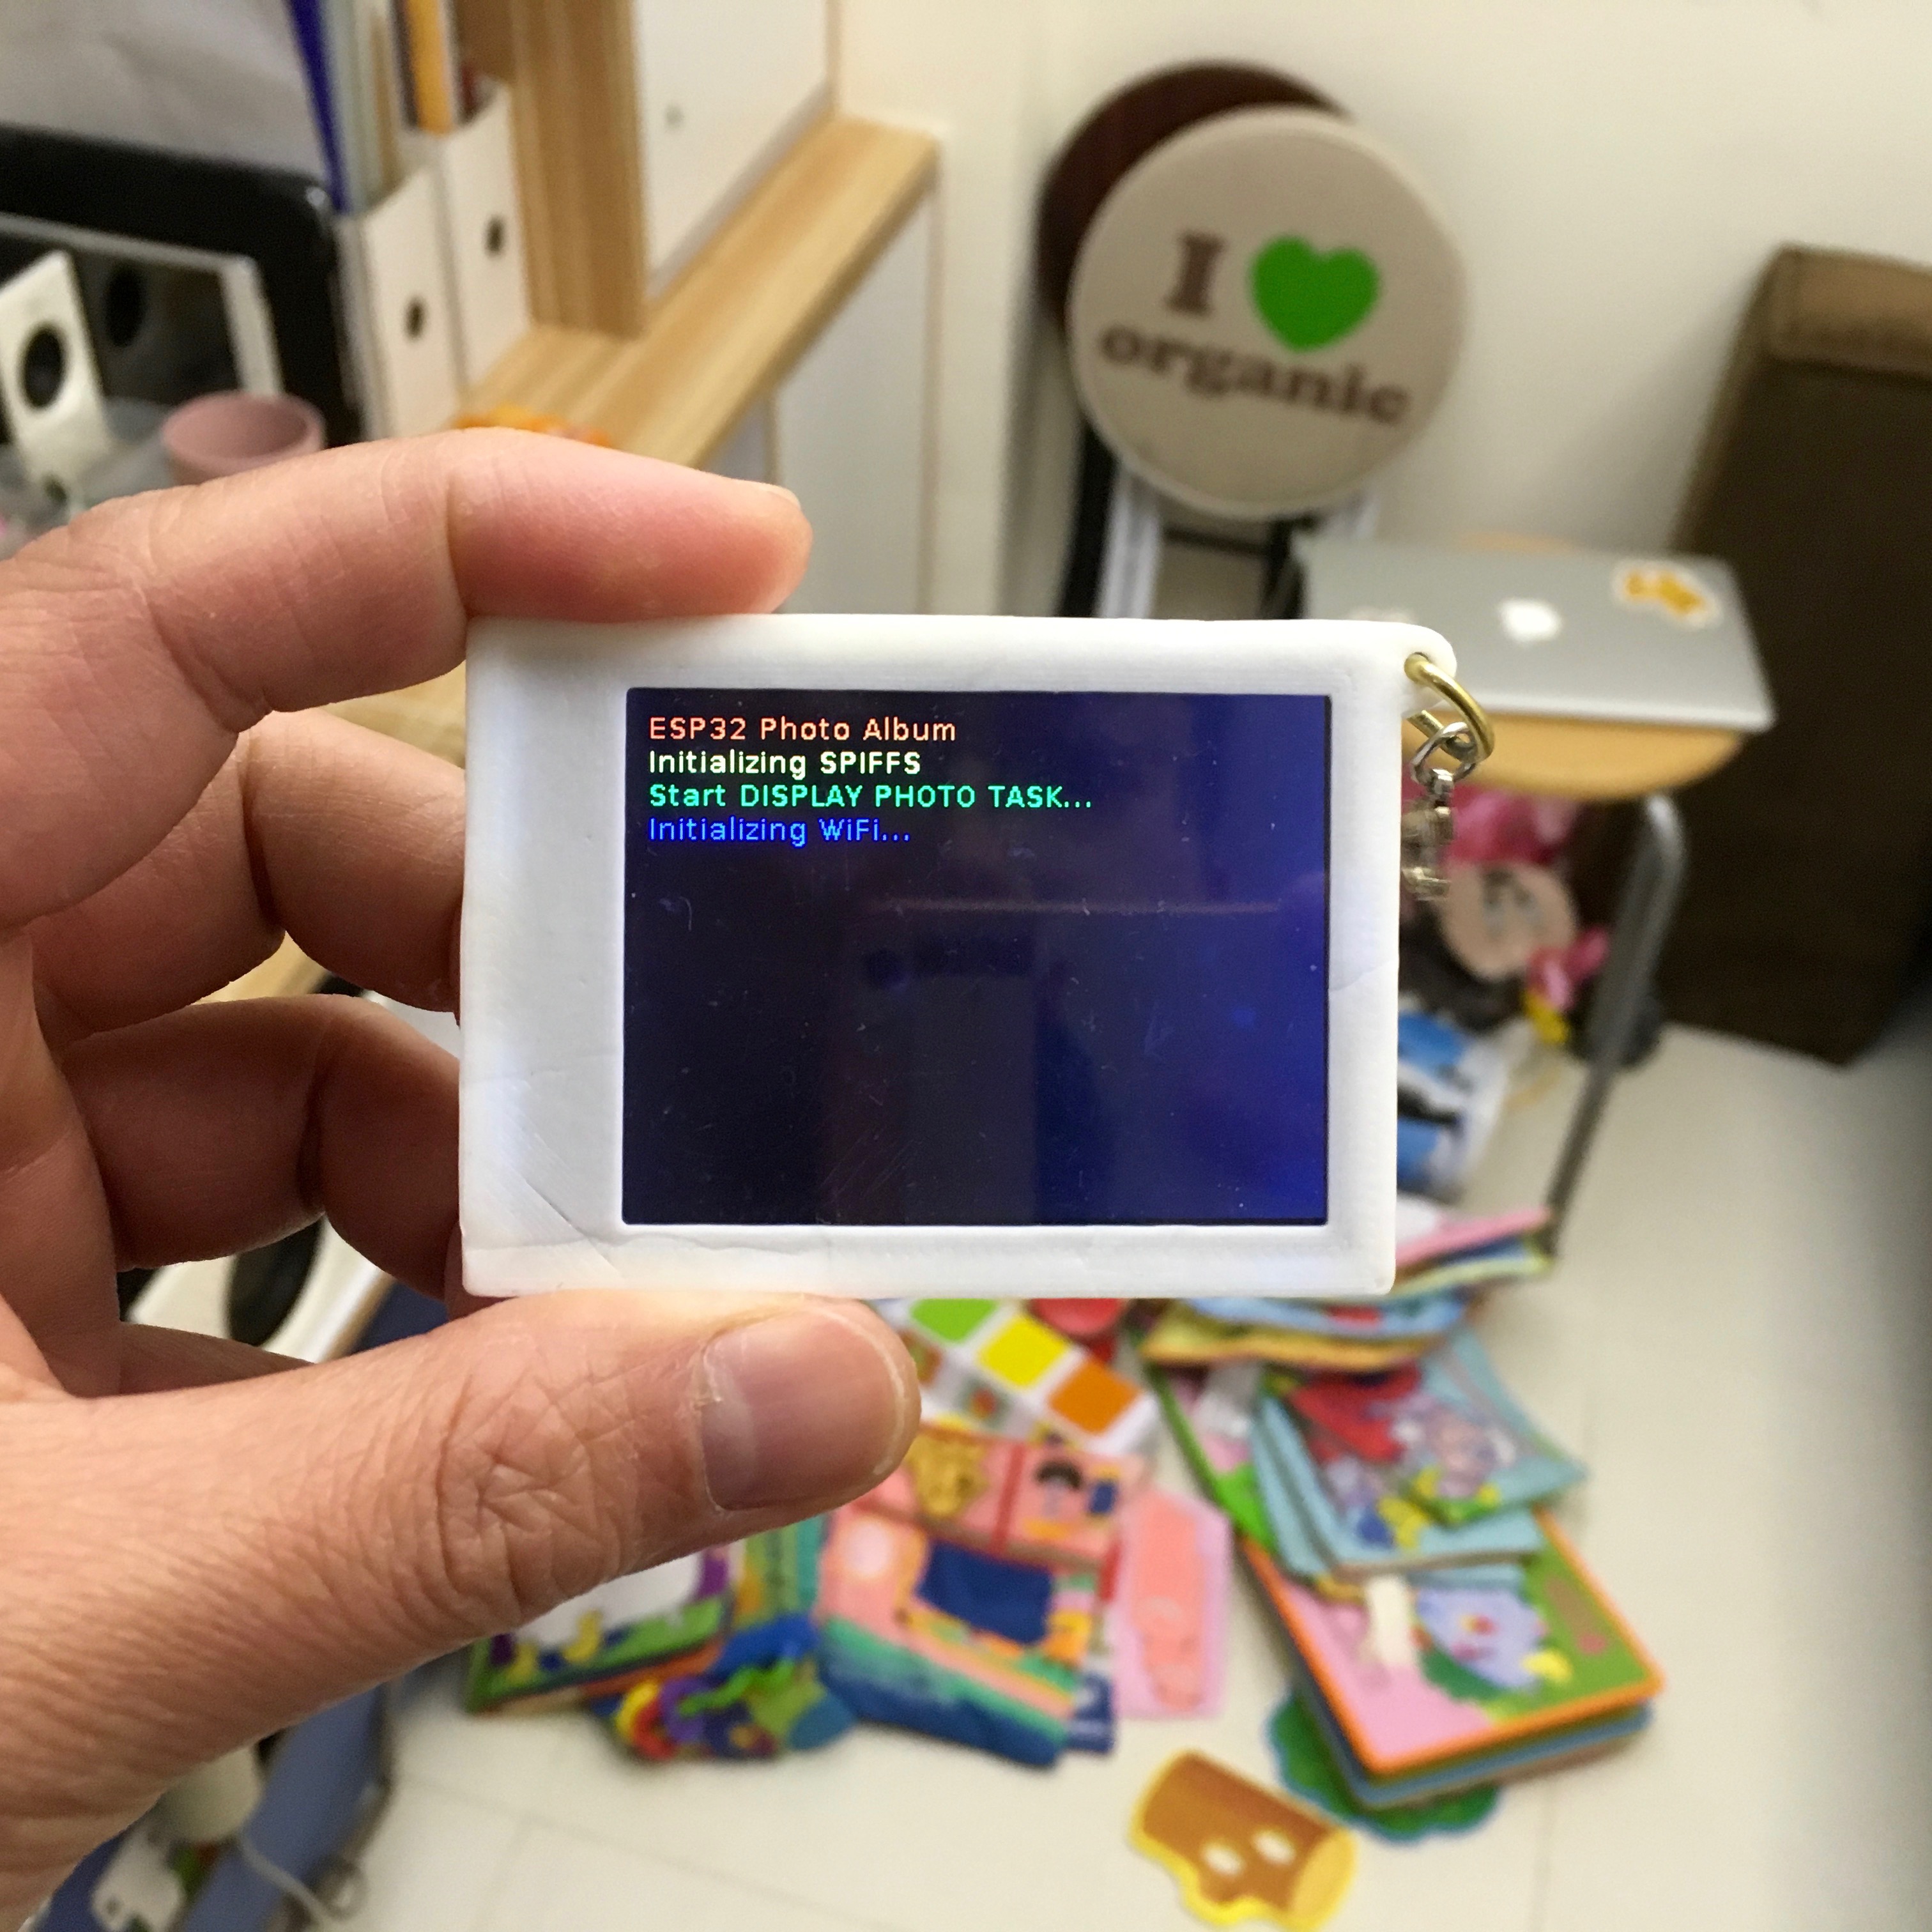 I
organic
ESP32 Photo Album
Initializing SPIFFS
Start DISPLAY PHOTO TASK...
Initializing WiFi...